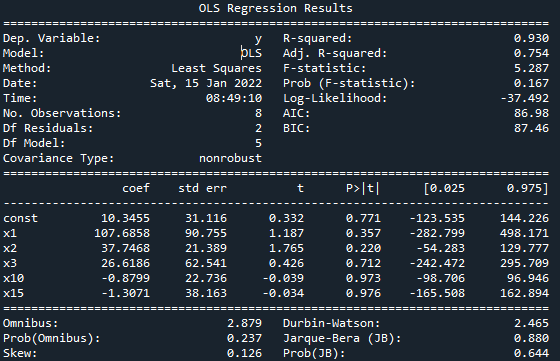 OLS Regression Results
Dep. Variable: y R-squared: 0.930
Model: OLS Adj. R-squared: 0.754
Method: Least Squares F-statistic: 5.287
Date: Sat, 15 Jan 2022 Prob (F-statistic): 0.167
Time: 08:49:10 Log-Likelihood: -37.492
No. Observations: 8 AIC: 86.98
Df Residuals: 2 BIC: 87.46
Df Model: 5
Covariance Type: nonrobust
coef std err t P>|t| [0.025 0.975]
const 10.3455 31.116 0.332 0.771 -123.535 144.226
x1 107.6858 90.755 1.187 0.357 -282.799 498.171
x2 37.7468 21.389 1.765 0.220 -54.283 129.777
x3 26.6186 62.541 0.426 0.712 -242.472 295.709
x10 -0.8799 22.736 -0.039 0.973 -98.706 96.946
x15 -1.3071 38.163 -0.034 0.976 -165.508 162.894
Omnibus: 2.879 Durbin-Watson: 2.465
Prob(Omnibus): 0.237 Jarque-Bera (JB): 0.880
Skew: 0.126 Prob(JB): 0.644